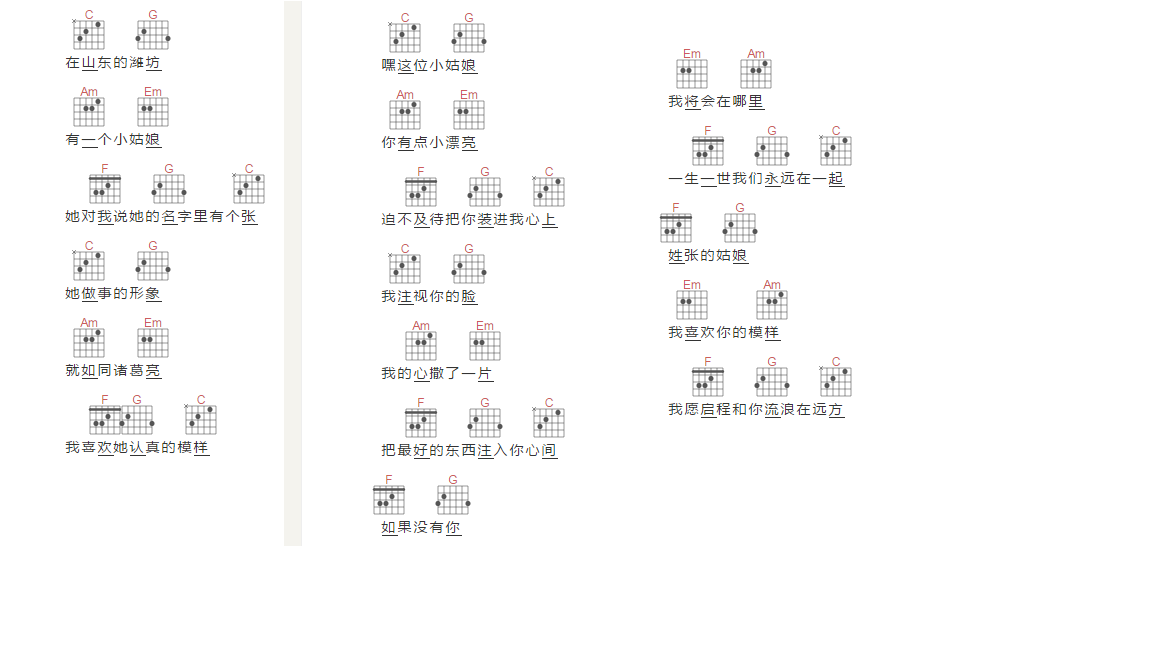 C G
在山东的潍坊
Am Em
有一个小姑娘
F G C
她对我说她的名字里有个张
C G
她做事的形象
Am Em
就如同诸葛亮
F G C
我喜欢她认真的模样
C G
嘿这位小姑娘
Am Em
你有点小漂亮
F G C
迫不及待把你装进我心上
C G
我注视你的脸
Am Em
我的心撒了一片
F G C
把最好的东西注入你心间
F G
如果没有你
Em Am
我将会在哪里
F G C
一生一世我们永远在一起
F G
姓张的姑娘
Em Am
我喜欢你的模样
F G C
我愿启程和你流浪在远方